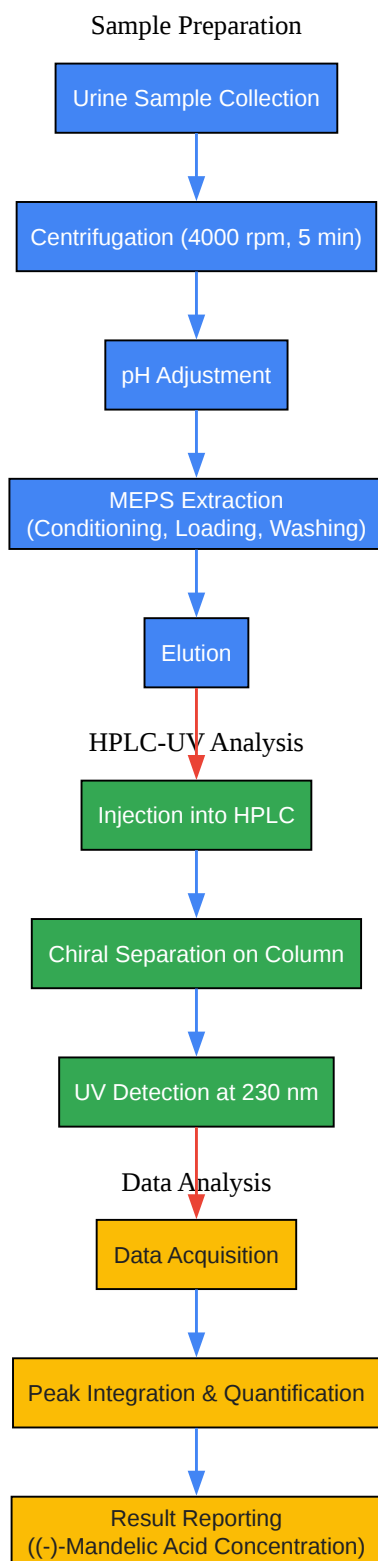 Sample Preparation
Urine Sample Collection
Centrifugation (4000 rpm, 5 min)
pH Adjustment
MEPS Extraction
(Conditioning, Loading, Washing)
Elution
HPLC-UV Analysis
Injection into HPLC
Chiral Separation on Column
UV Detection at 230 nm
Data Analysis
Data Acquisition
Peak Integration & Quantification
Result Reporting
((-)-Mandelic Acid Concentration)